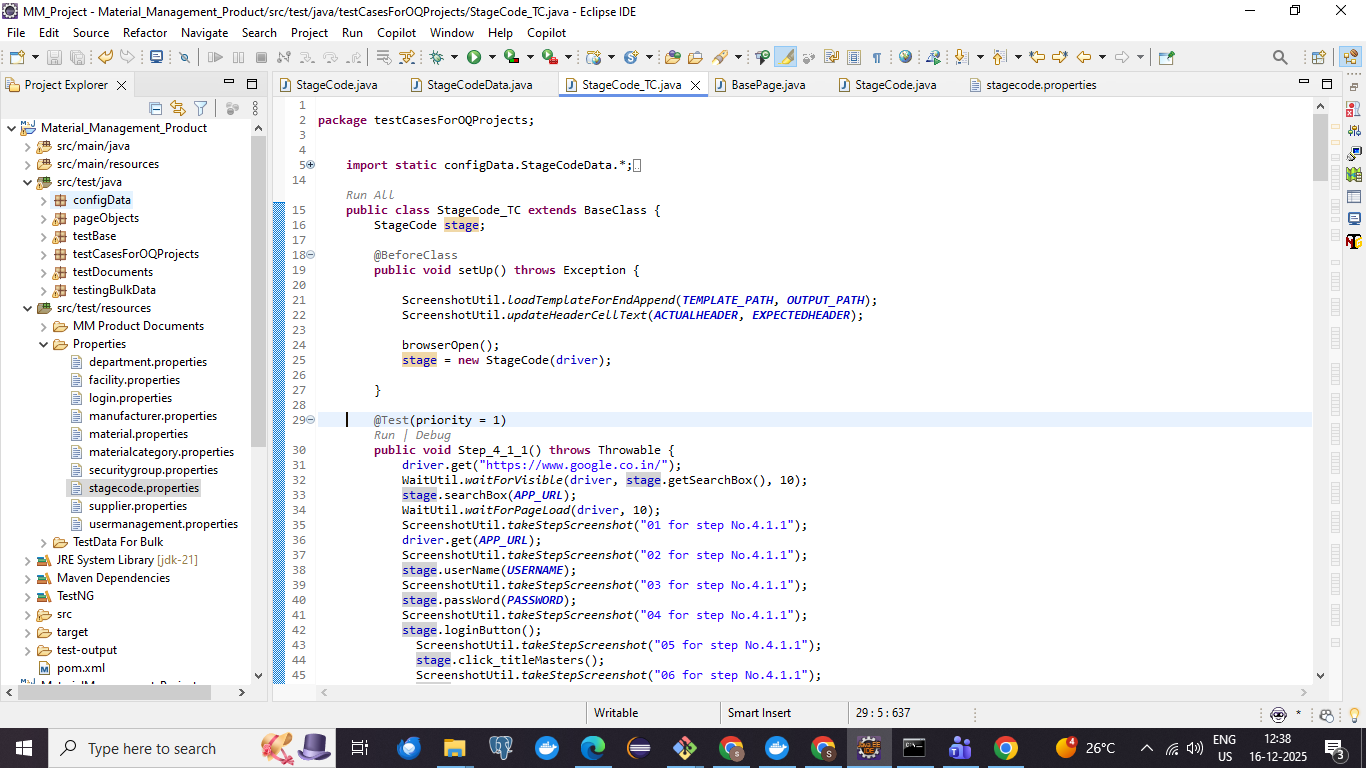 MM_Project - Material_Management_Product/src/test/java/testCasesForOQProjects/StageCode_TC.java - Eclipse IDE
File Edit Source Refactor Navigate Search Project Run Copilot Window Help Copilot
Project Explorer
StageCode.java StageCodeData.java StageCode_TC.java BasePage.java StageCode.java stagecode.properties
Material_Management_Product
src/main/java
src/main/resources
src/test/java
configData
pageObjects
testBase
testCasesForOQProjects
testDocuments
testingBulkData
src/test/resources
MM Product Documents
Properties
department.properties
facility.properties
login.properties
manufacturer.properties
material.properties
materialcategory.properties
securitygroup.properties
stagecode.properties
supplier.properties
usermanagement.properties
TestData For Bulk
JRE System Library [jdk-21]
Maven Dependencies
TestNG
src
target
test-output
pom.xml
1
2 package testCasesForOQProjects;
3
4
5 import static configData.StageCodeData.*;
14
Run All
15 public class StageCode_TC extends BaseClass {
16 StageCode stage;
17
18 @BeforeClass
19 public void setUp() throws Exception {
20
21 ScreenshotUtil.loadTemplateForEndAppend(TEMPLATE_PATH, OUTPUT_PATH);
22 ScreenshotUtil.updateHeaderCellText(ACTUALHEADER, EXPECTEDHEADER);
23
24 browserOpen();
25 stage = new StageCode(driver);
26
27 }
28
29 @Test(priority = 1)
Run | Debug
30 public void Step_4_1_1() throws Throwable {
31 driver.get("https://www.google.co.in/");
32 WaitUtil.waitForVisible(driver, stage.getSearchBox(), 10);
33 stage.searchBox(APP_URL);
34 WaitUtil.waitForPageLoad(driver, 10);
35 ScreenshotUtil.takeStepScreenshot("01 for step No.4.1.1");
36 driver.get(APP_URL);
37 ScreenshotUtil.takeStepScreenshot("02 for step No.4.1.1");
38 stage.userName(USERNAME);
39 ScreenshotUtil.takeStepScreenshot("03 for step No.4.1.1");
40 stage.passWord(PASSWORD);
41 ScreenshotUtil.takeStepScreenshot("04 for step No.4.1.1");
42 stage.loginButton();
43 ScreenshotUtil.takeStepScreenshot("05 for step No.4.1.1");
44 stage.click_titleMasters();
45 ScreenshotUtil.takeStepScreenshot("06 for step No.4.1.1");
Writable Smart Insert 29 : 5 : 637
Type here to search
4 26°C
ENG
US
12:38
16-12-2025
3